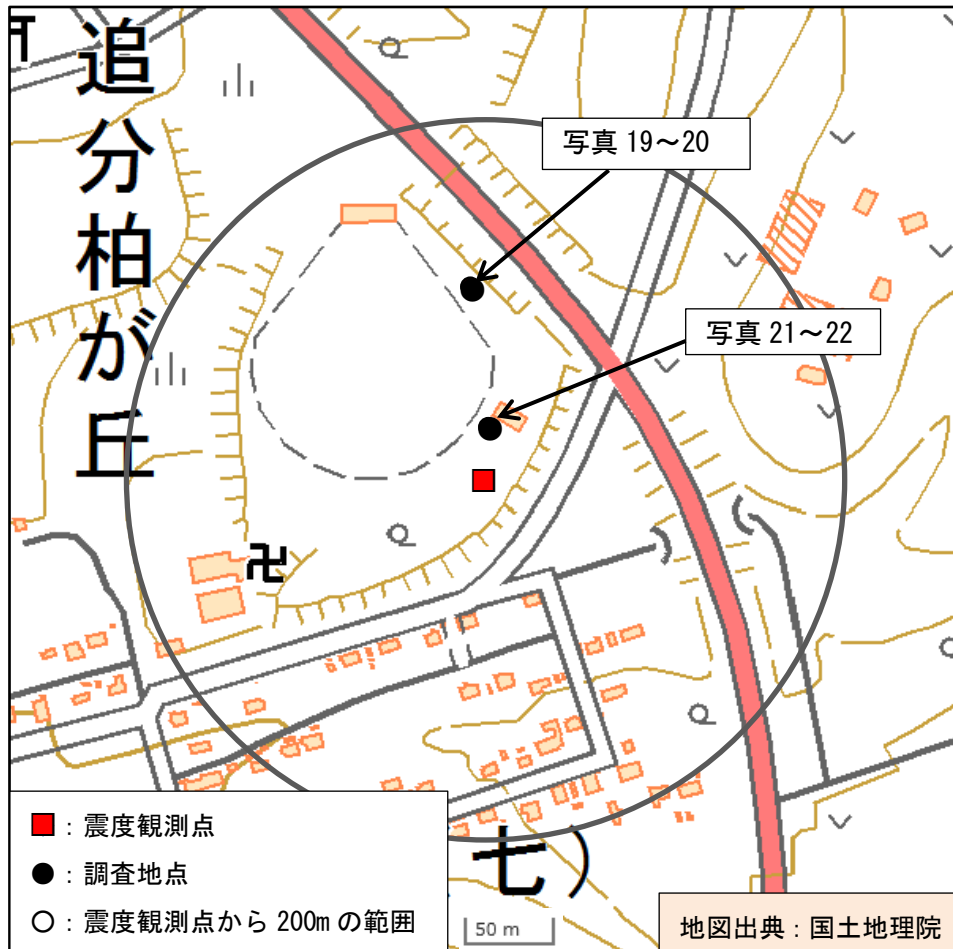 追分柏が丘
写真 19～20
写真 21～22
卍
■：震度観測点
●：調査地点
○：震度観測点から 200m の範囲
七）
50 m
地図出典：国土地理院